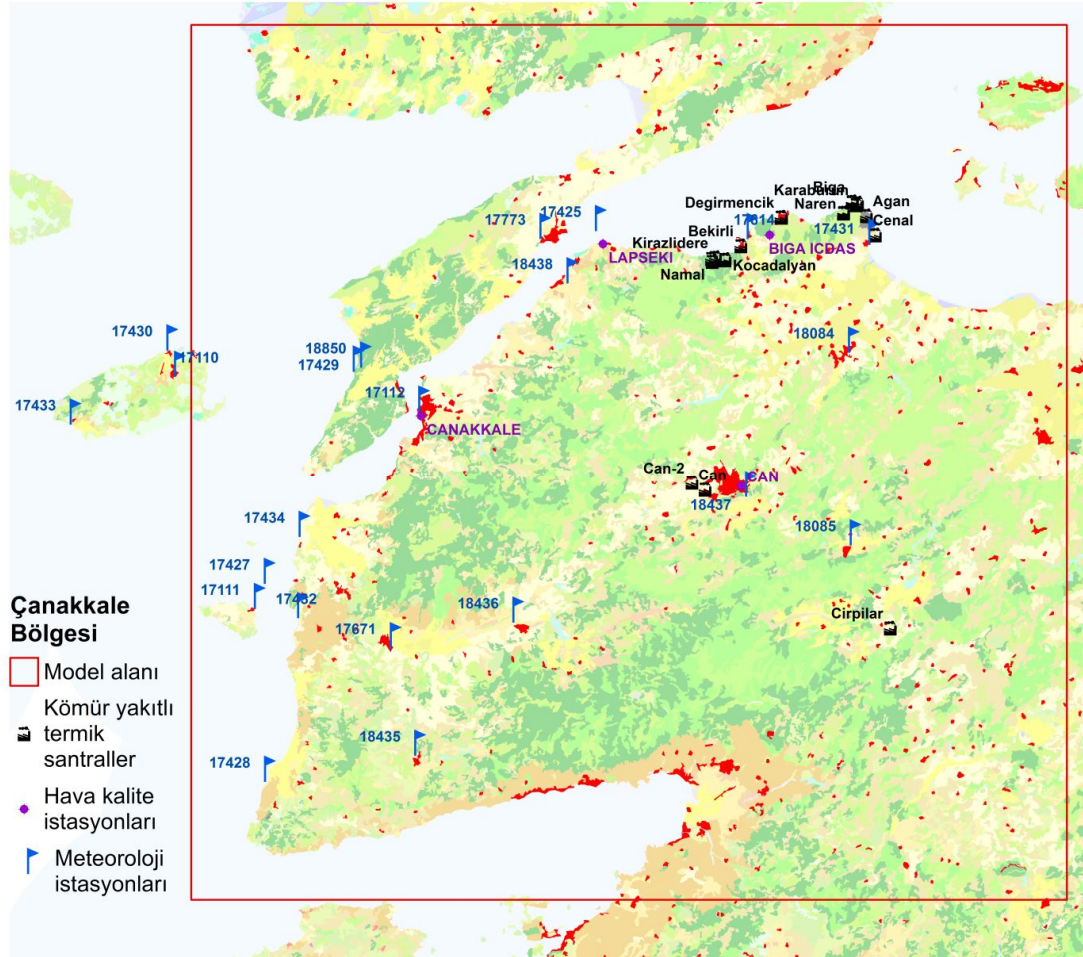 Biga
Karaburun
Degirmencik
Naren
Agan
17773
17425
17614
17431
Cenal
Bekirli
Kirazlidere
BIGA ICDAS
LAPSEKI
18438
Kocadalyan
Namal
17430
18084
18850
17110
17429
17112
17433
CANAKKALE
Can-2
Can
CAN
18437
17434
18085
17427
17111
17432
18436
Cirpilar
17671
18435
17428
Çanakkale
Bölgesi
Model alanı
Kömür yakıtlı
termik
santraller
Hava kalite
istasyonları
Meteoroloji
istasyonları